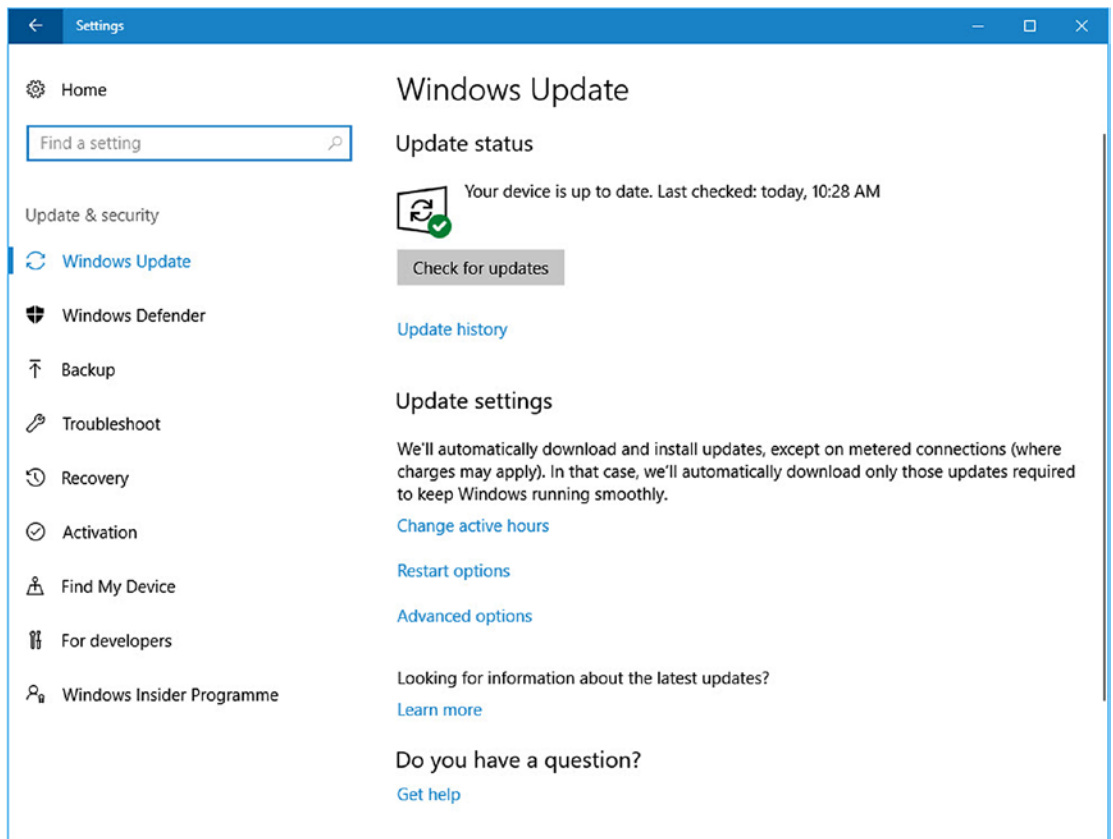 Settings
Home
Find a setting
Update & security
Windows Update
Windows Defender
Backup
Troubleshoot
Recovery
Activation
Find My Device
For developers
Windows Insider Programme
Windows Update
Update status
Your device is up to date. Last checked: today, 10:28 AM
Check for updates
Update history
Update settings
We'll automatically download and install updates, except on metered connections (where
charges may apply). In that case, we'll automatically download only those updates required
to keep Windows running smoothly.
Change active hours
Restart options
Advanced options
Looking for information about the latest updates?
Learn more
Do you have a question?
Get help